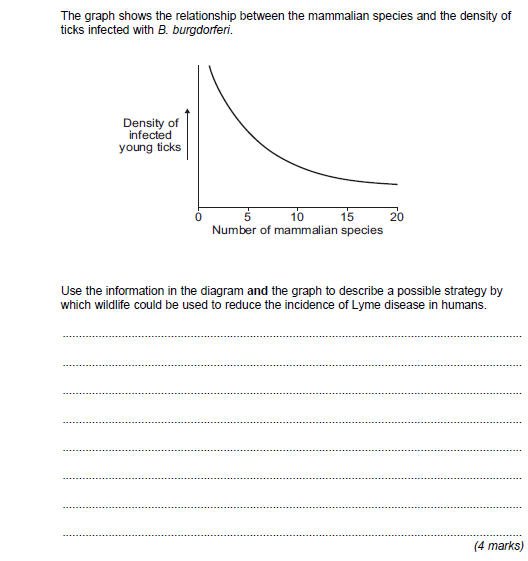 The graph shows the relationship between the mammalian species and the density of
ticks infected with B. burgdorferi.
Density of
infected
young ticks
0 5 10 15 20
Number of mammalian species
Use the information in the diagram and the graph to describe a possible strategy by
which wildlife could be used to reduce the incidence of Lyme disease in humans.
(4 marks)